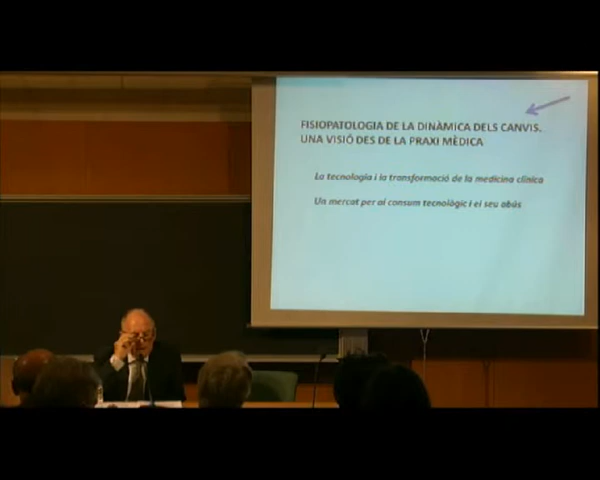 FISIOPATOLOGIA DE LA DINÀMICA DELS CANVIS.
UNA VISIÓ DES DE LA PRAXI MÈDICA
La tecnologia i la transformació de la medicina clínica
Un mercat per al consum tecnològic i el seu abús